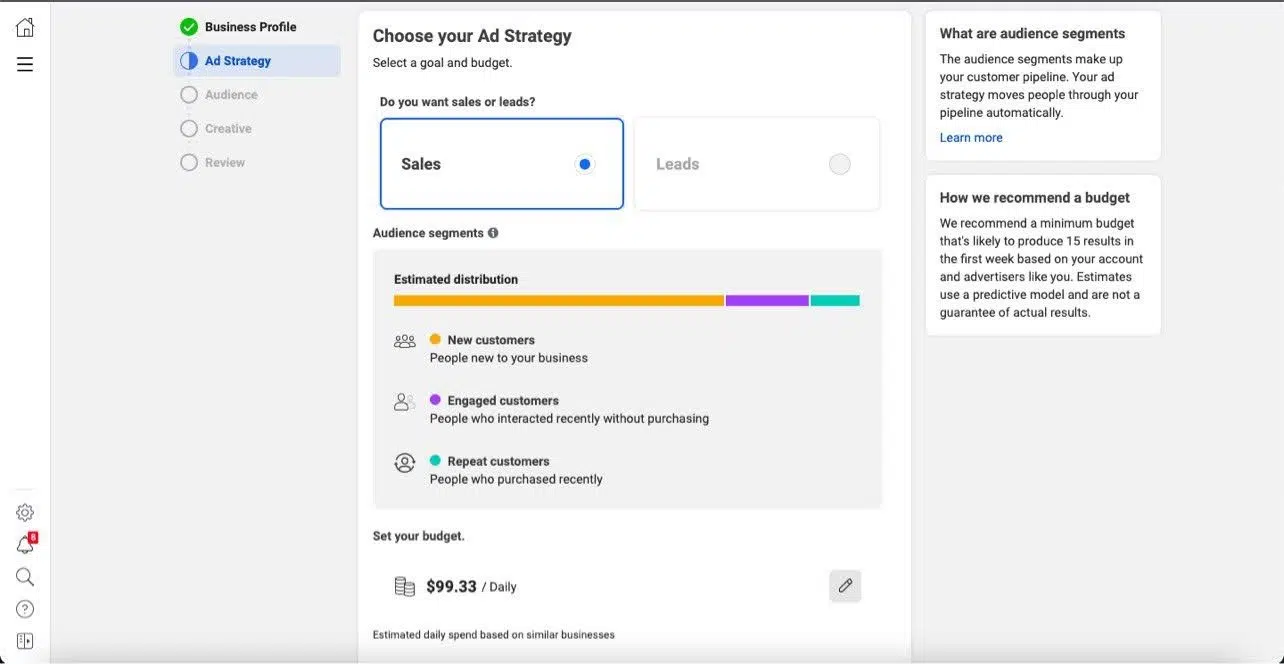 Business Profile
Ad Strategy
Audience
Creative
Review
Choose your Ad Strategy
Select a goal and budget.
Do you want sales or leads?
Sales
Leads
Audience segments
Estimated distribution
New customers
People new to your business
Engaged customers
People who interacted recently without purchasing
Repeat customers
People who purchased recently
Set your budget.
$99.33 / Daily
Estimated daily spend based on similar businesses
What are audience segments
The audience segments make up
your customer pipeline. Your ad
strategy moves people through your
pipeline automatically.
Learn more
How we recommend a budget
We recommend a minimum budget
that's likely to produce 15 results in
the first week based on your account
and advertisers like you. Estimates
use a predictive model and are not a
guarantee of actual results.